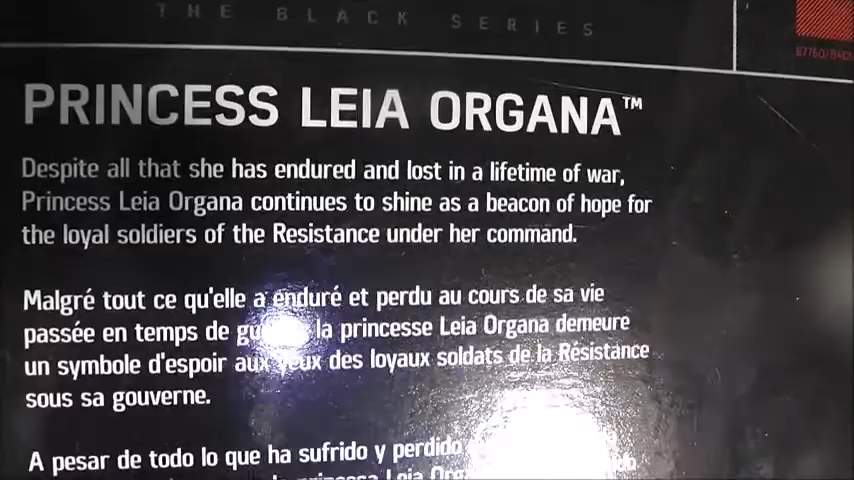 THE BLACK SERIES
PRINCESS LEIA ORGANA™
Despite all that she has endured and lost in a lifetime of war,
Princess Leia Organa continues to shine as a beacon of hope for
the loyal soldiers of the Resistance under her command.
Malgré tout ce qu'elle a enduré et perdu au cours de sa vie
passée en temps de la princesse Leia Organa demeure
un symbole d'espoir aux yeux des loyaux soldats de la Résistance
sous sa gouverne.
A pesar de todo lo que ha sufrido y perdido
princesa Leia